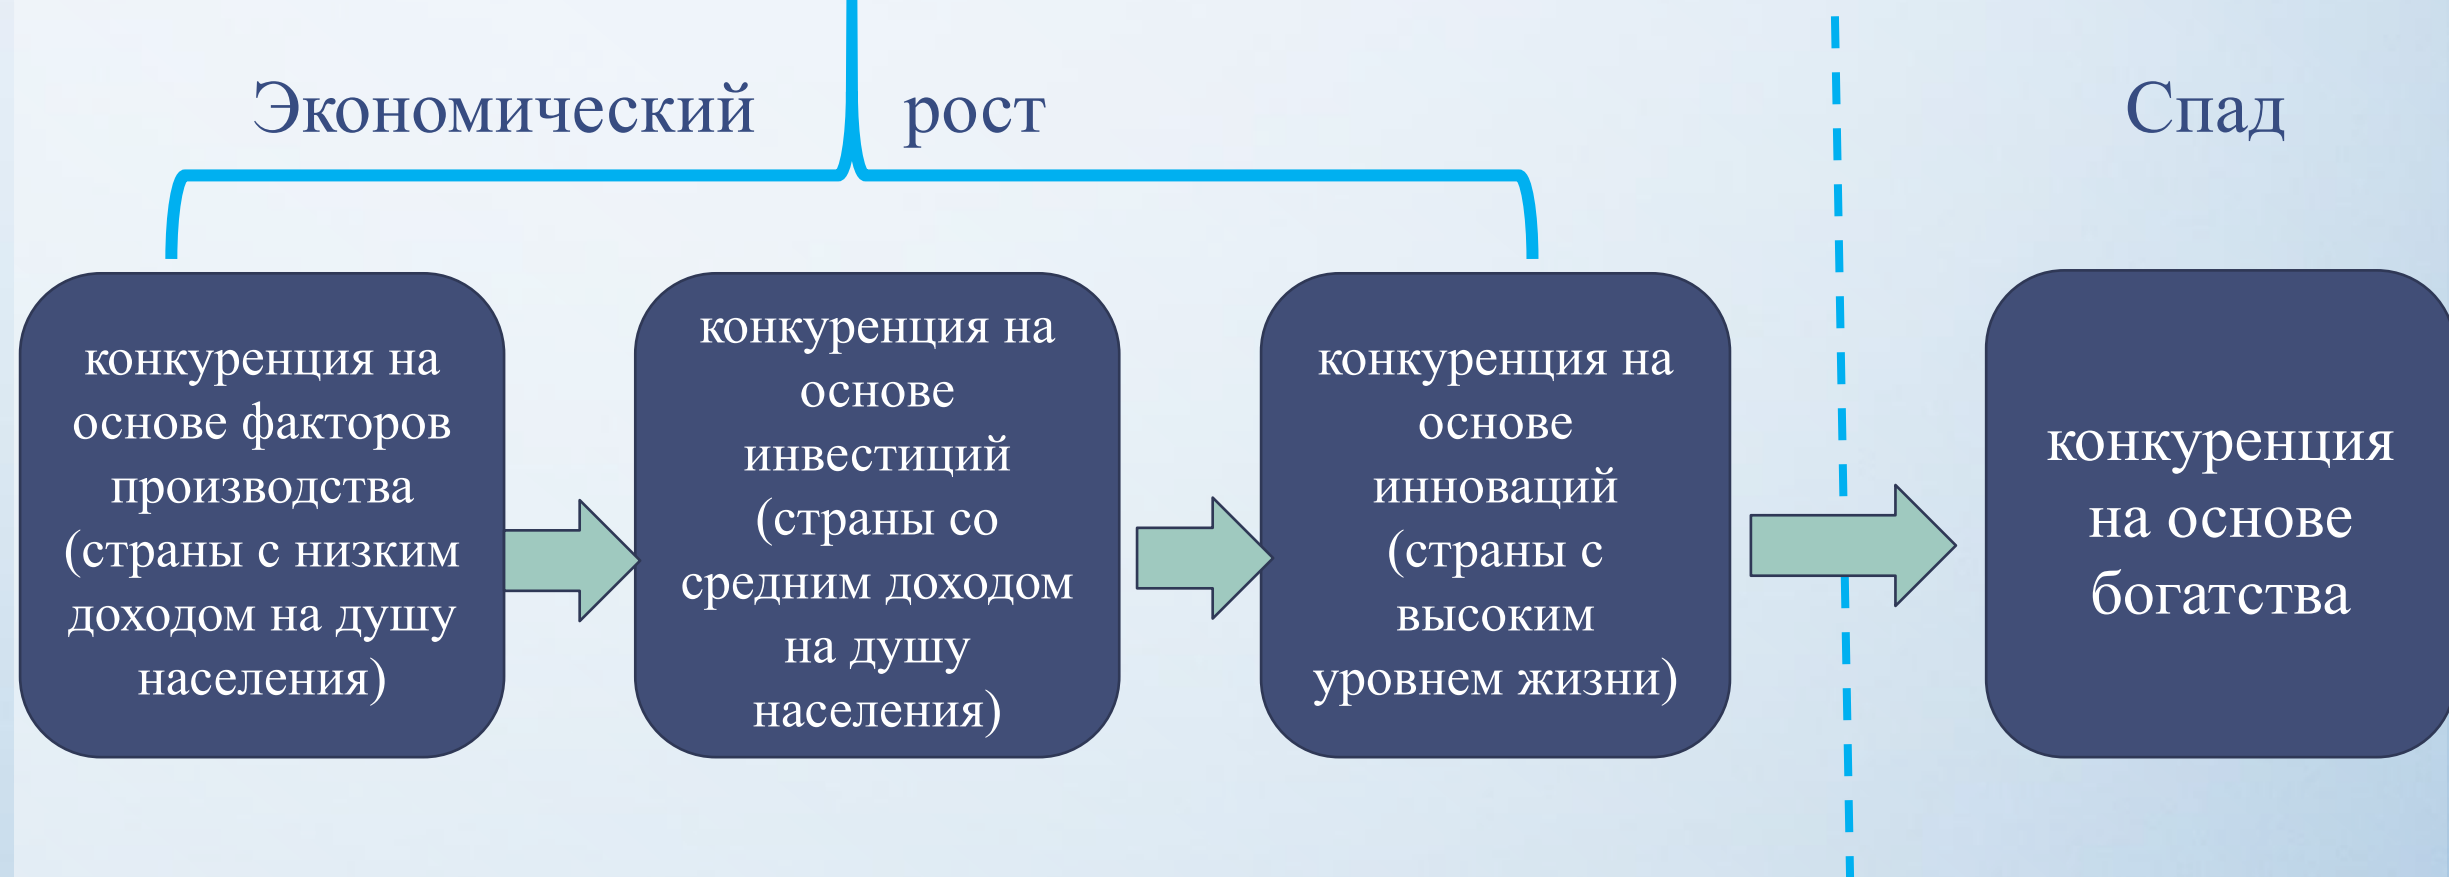 Экономический рост
Спад
конкуренция на
основе факторов
производства
(страны с низким
доходом на душу
населения)
конкуренция на
основе
инвестиций
(страны со
средним доходом
на душу
населения)
конкуренция на
основе
инноваций
(страны с
высоким
уровнем жизни)
конкуренция
на основе
богатства